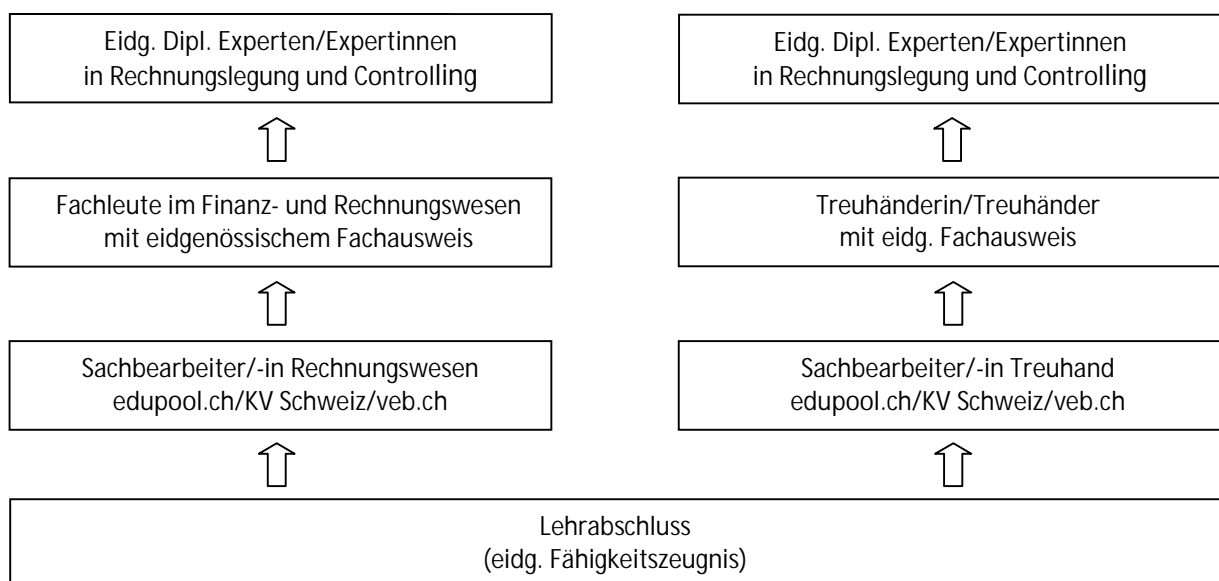 Eidg. Dipl. Experten/Expertinnen
in Rechnungslegung und Controlling
Eidg. Dipl. Experten/Expertinnen
in Rechnungslegung und Controlling
Fachleute im Finanz- und Rechnungswesen
mit eidgenössischem Fachausweis
Treuhänderin/Treuhänder
mit eidg. Fachausweis
Sachbearbeiter/-in Rechnungswesen
edupool.ch/KV Schweiz/veb.ch
Sachbearbeiter/-in Treuhand
edupool.ch/KV Schweiz/veb.ch
Lehrabschluss
(eidg. Fähigkeitszeugnis)